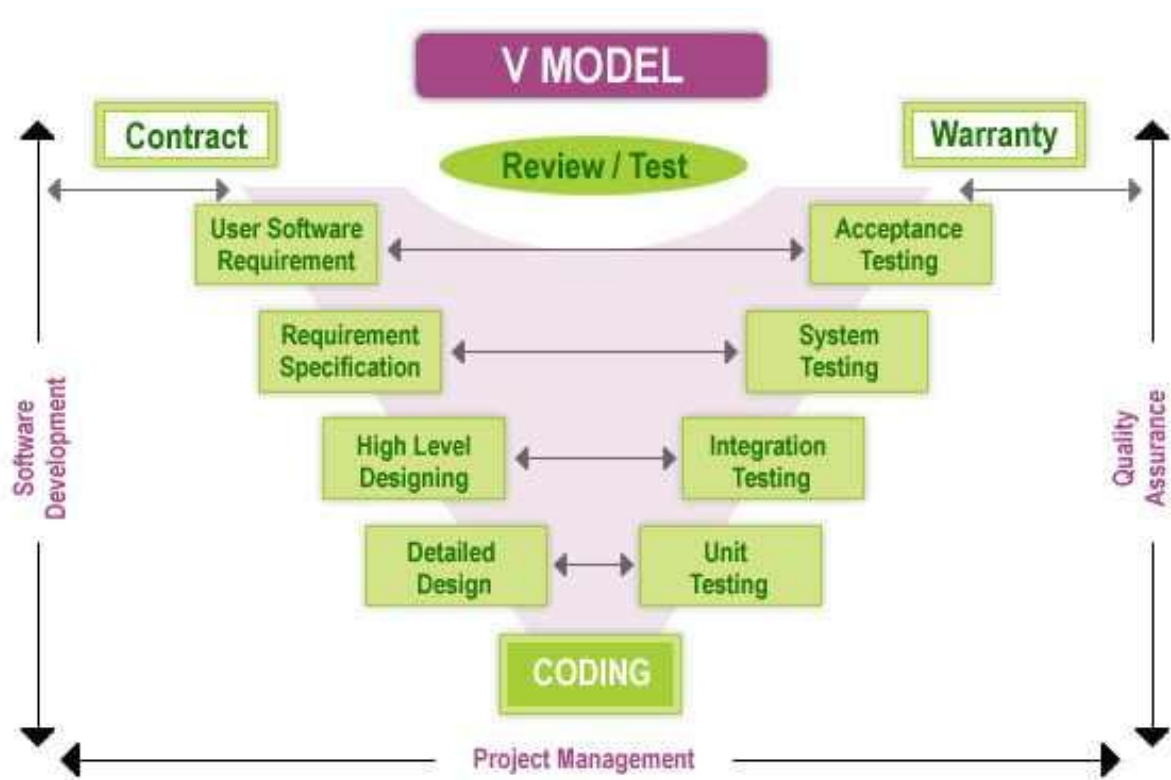 V MODEL
Contract
Warranty
Review / Test
User Software
Requirement
Acceptance
Testing
Requirement
Specification
System
Testing
High Level
Designing
Integration
Testing
Detailed
Design
Unit
Testing
CODING
Software
Development
Quality
Assurance
Project Management